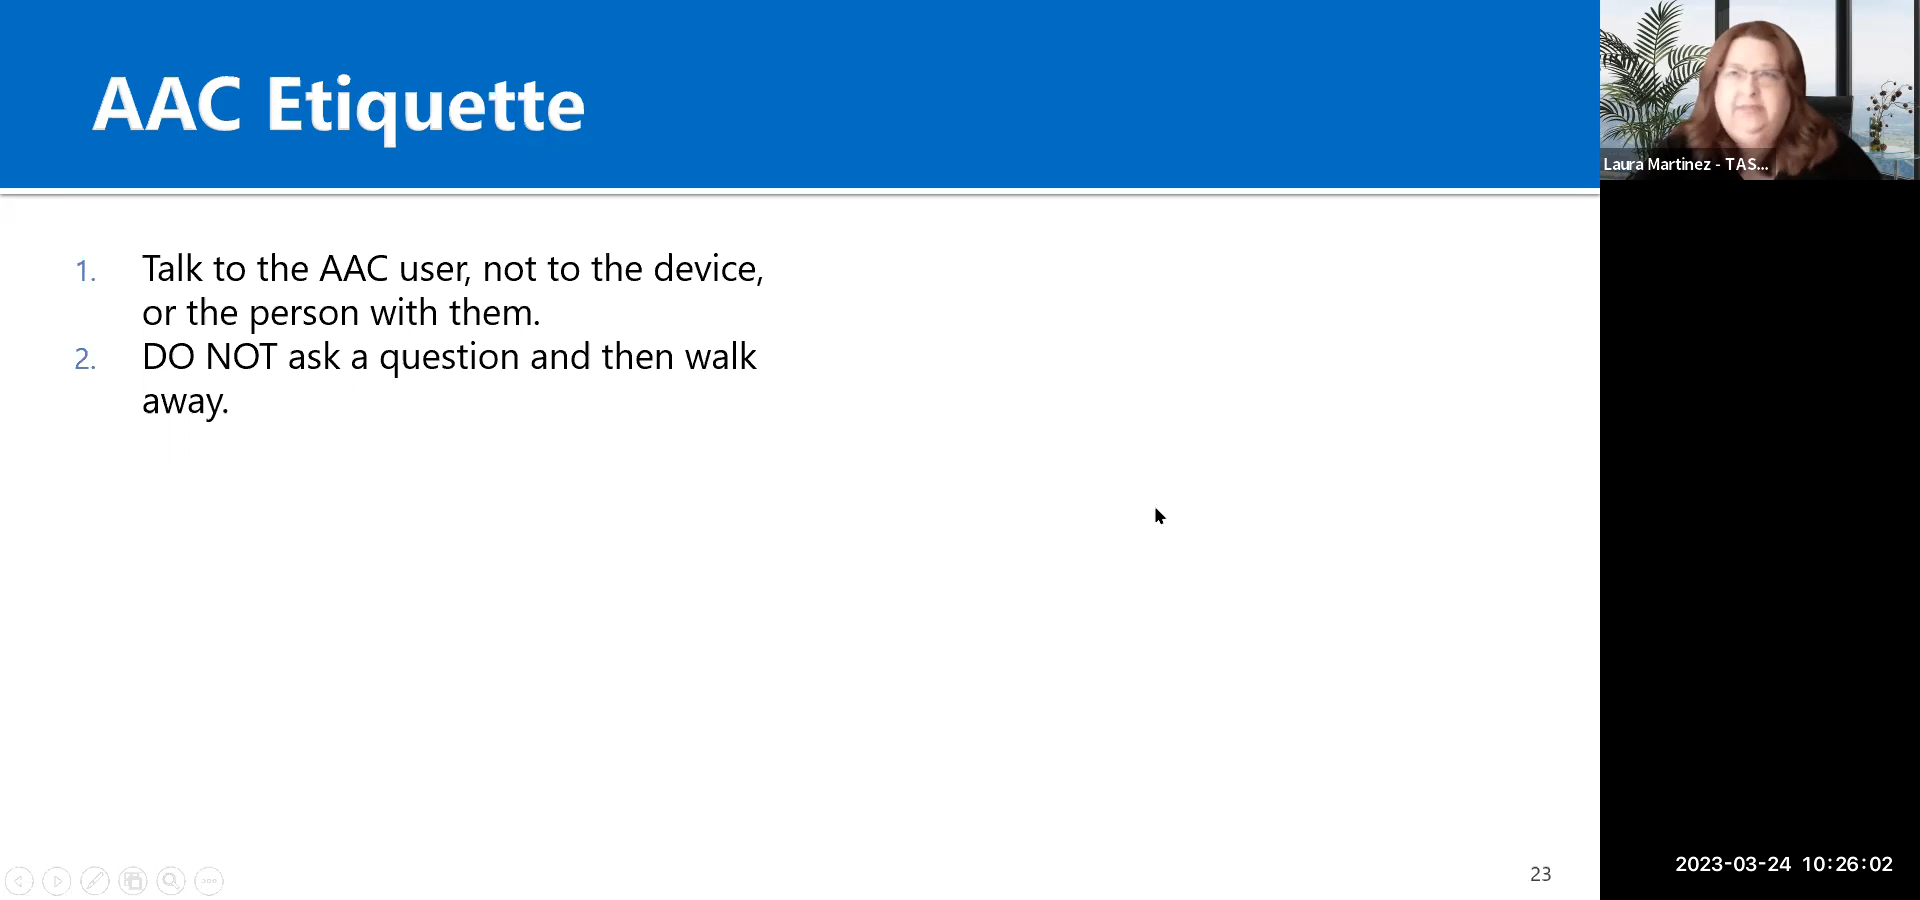 AAC Etiquette
1. Talk to the AAC user, not to the device,
or the person with them.
2. DO NOT ask a question and then walk
away.
Laura Martinez - TAS...
23
2023-03-24 10:26:02